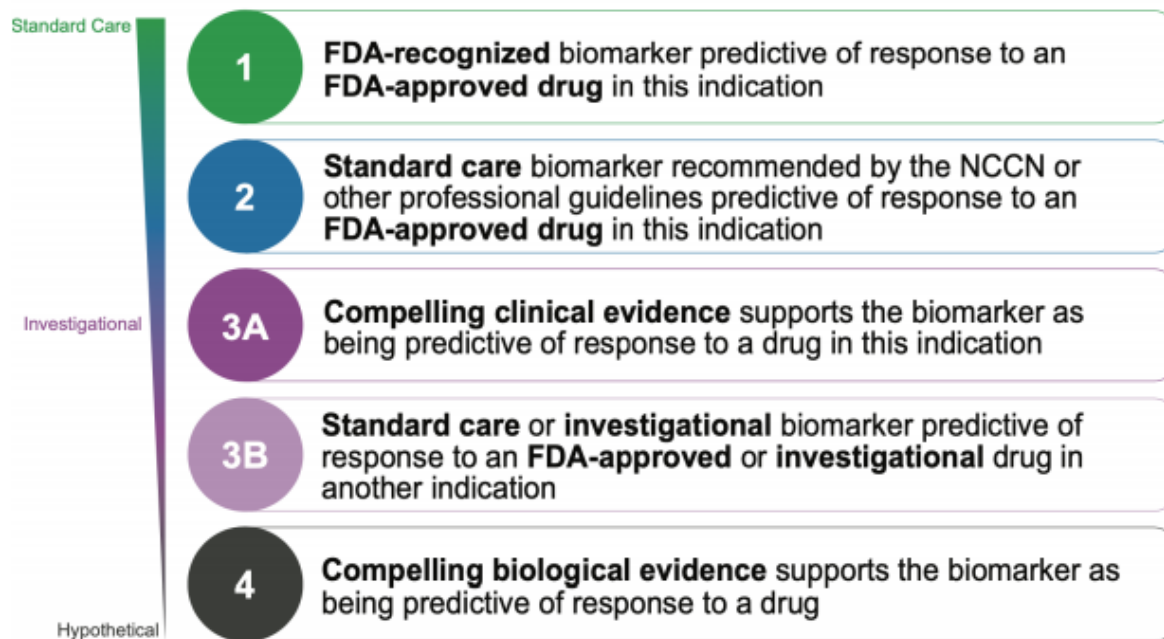 Standard Care
1
FDA-recognized biomarker predictive of response to an
FDA-approved drug in this indication
2
Standard care biomarker recommended by the NCCN or
other professional guidelines predictive of response to an
FDA-approved drug in this indication
Investigational
3A
Compelling clinical evidence supports the biomarker as
being predictive of response to a drug in this indication
3B
Standard care or investigational biomarker predictive of
response to an FDA-approved or investigational drug in
another indication
4
Compelling biological evidence supports the biomarker as
being predictive of response to a drug
Hypothetical